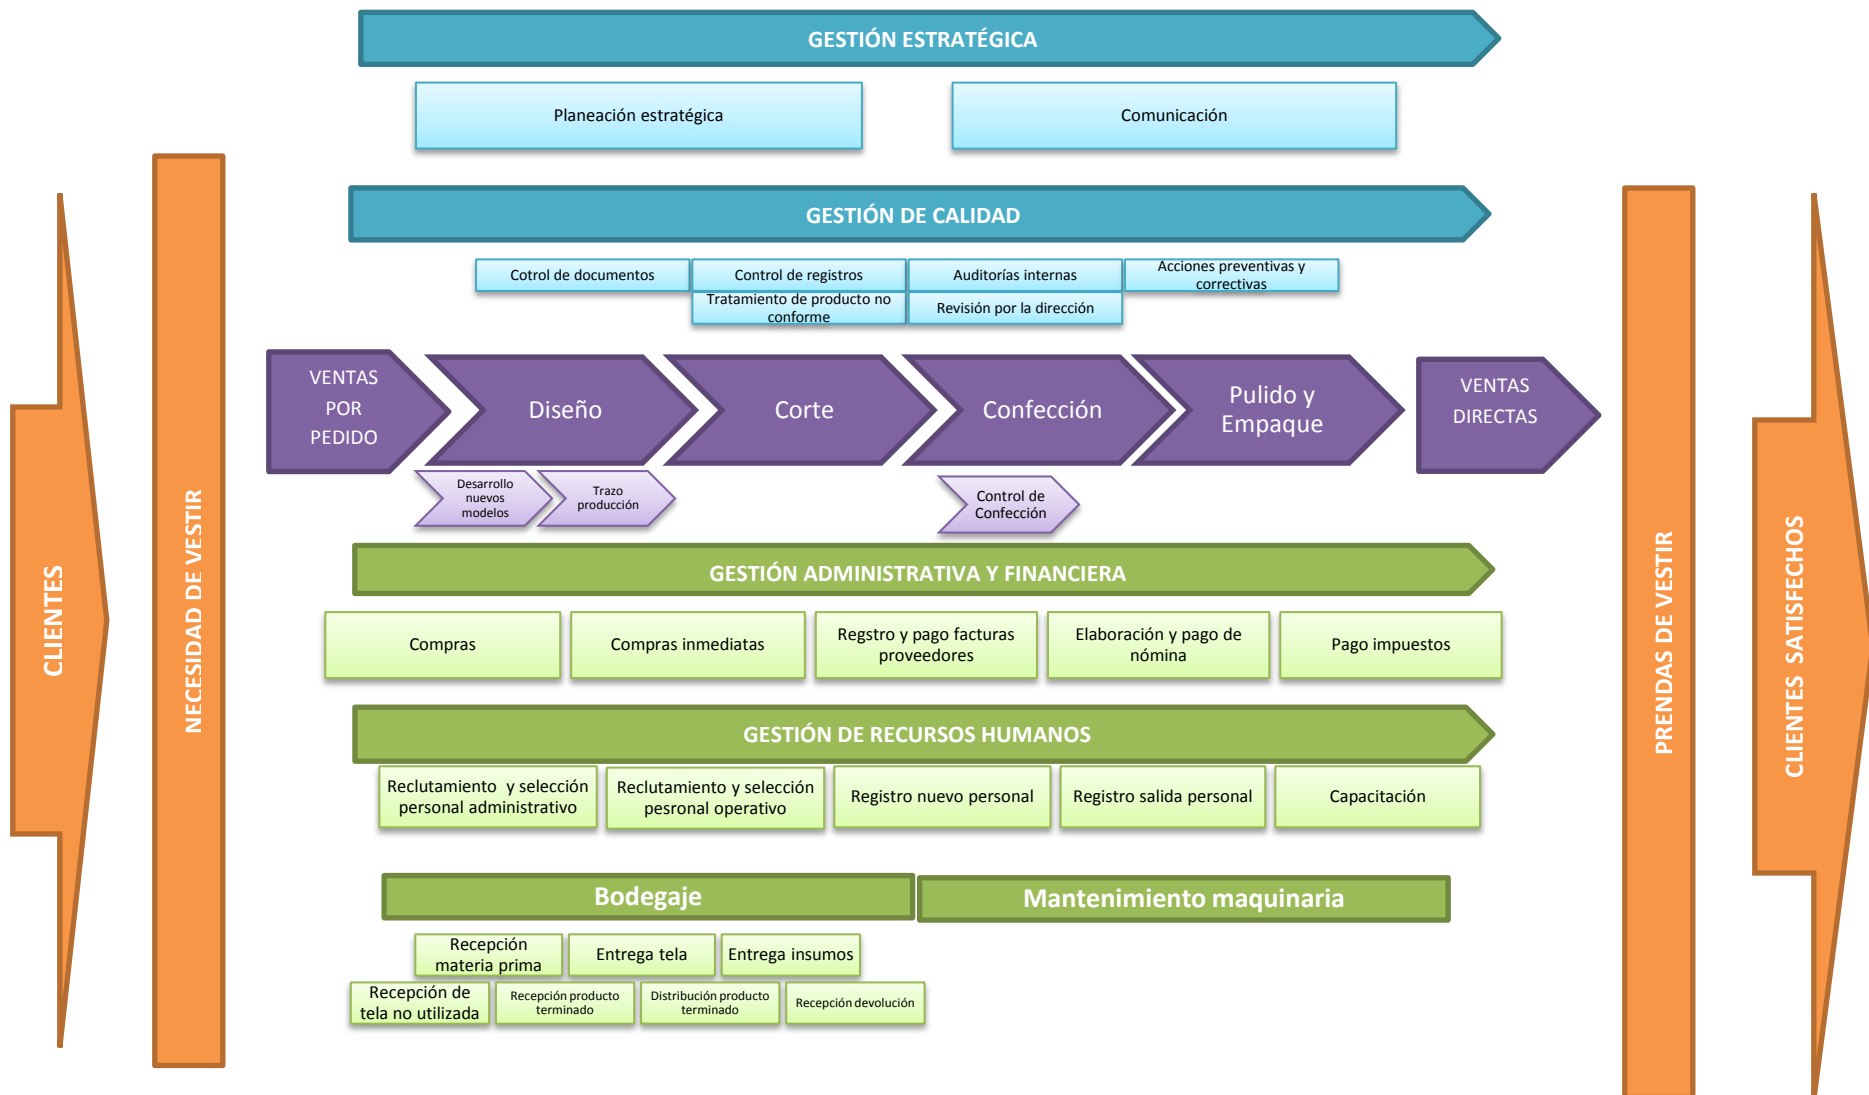 GESTIÓN ESTRATÉGICA
Planeación estratégica
Comunicación
GESTIÓN DE CALIDAD
Cotrol de documentos
Control de registros
Auditorías internas
Acciones preventivas y
correctivas
Tratamiento de producto no
conforme
Revisión por la dirección
VENTAS
POR
PEDIDO
Diseño
Corte
Confección
Pulido y
Empaque
VENTAS
DIRECTAS
Desarrollo
nuevos
modelos
Trazo
producción
Control de
Confección
CLIENTES
NECESIDAD DE VESTIR
GESTIÓN ADMINISTRATIVA Y FINANCIERA
Compras
Compras inmediatas
Regstro y pago facturas
proveedores
Elaboración y pago de
nómina
Pago impuestos
GESTIÓN DE RECURSOS HUMANOS
Reclutamiento y selección
personal administrativo
Reclutamiento y selección
pesronal operativo
Registro nuevo personal
Registro salida personal
Capacitación
Bodegaje
Mantenimiento maquinaria
Recepción
materia prima
Entrega tela
Entrega insumos
Recepción de
tela no utilizada
Recepción producto
terminado
Distribución producto
terminado
Recepción devolución
PRENDAS DE VESTIR
CLIENTES SATISFECHOS